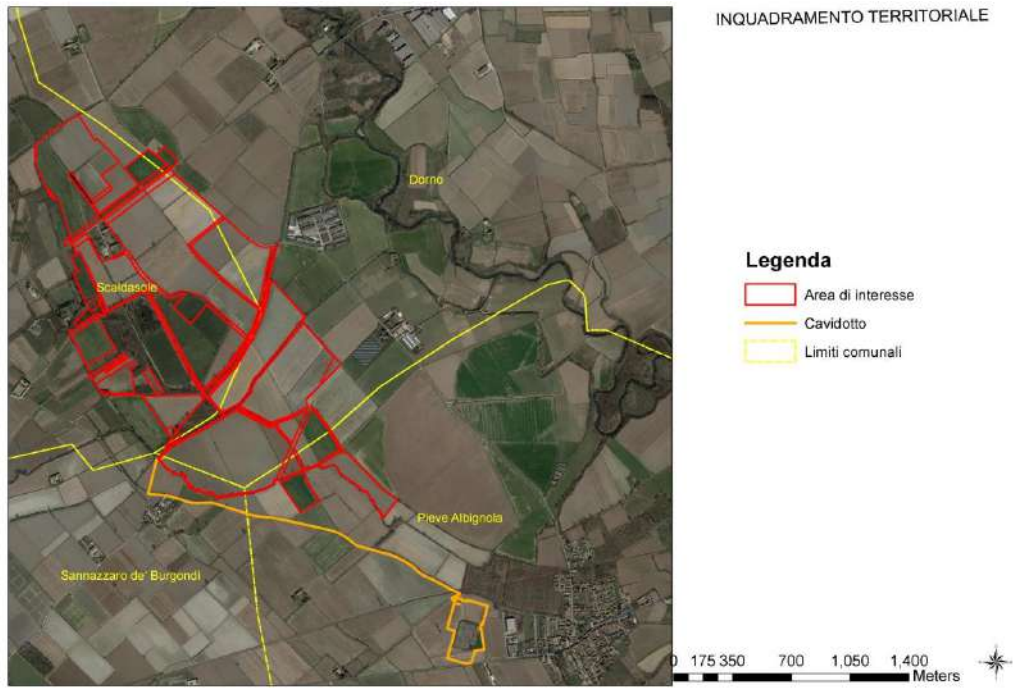 INQUADRAMENTO TERRITORIALE
Dorno
Scaldasole
Pieve Albignola
Sannazzaro de' Burgondi
Legenda
Area di interesse
Cavidotto
Limiti comunali
0 175 350 700 1,050 1,400
Meters